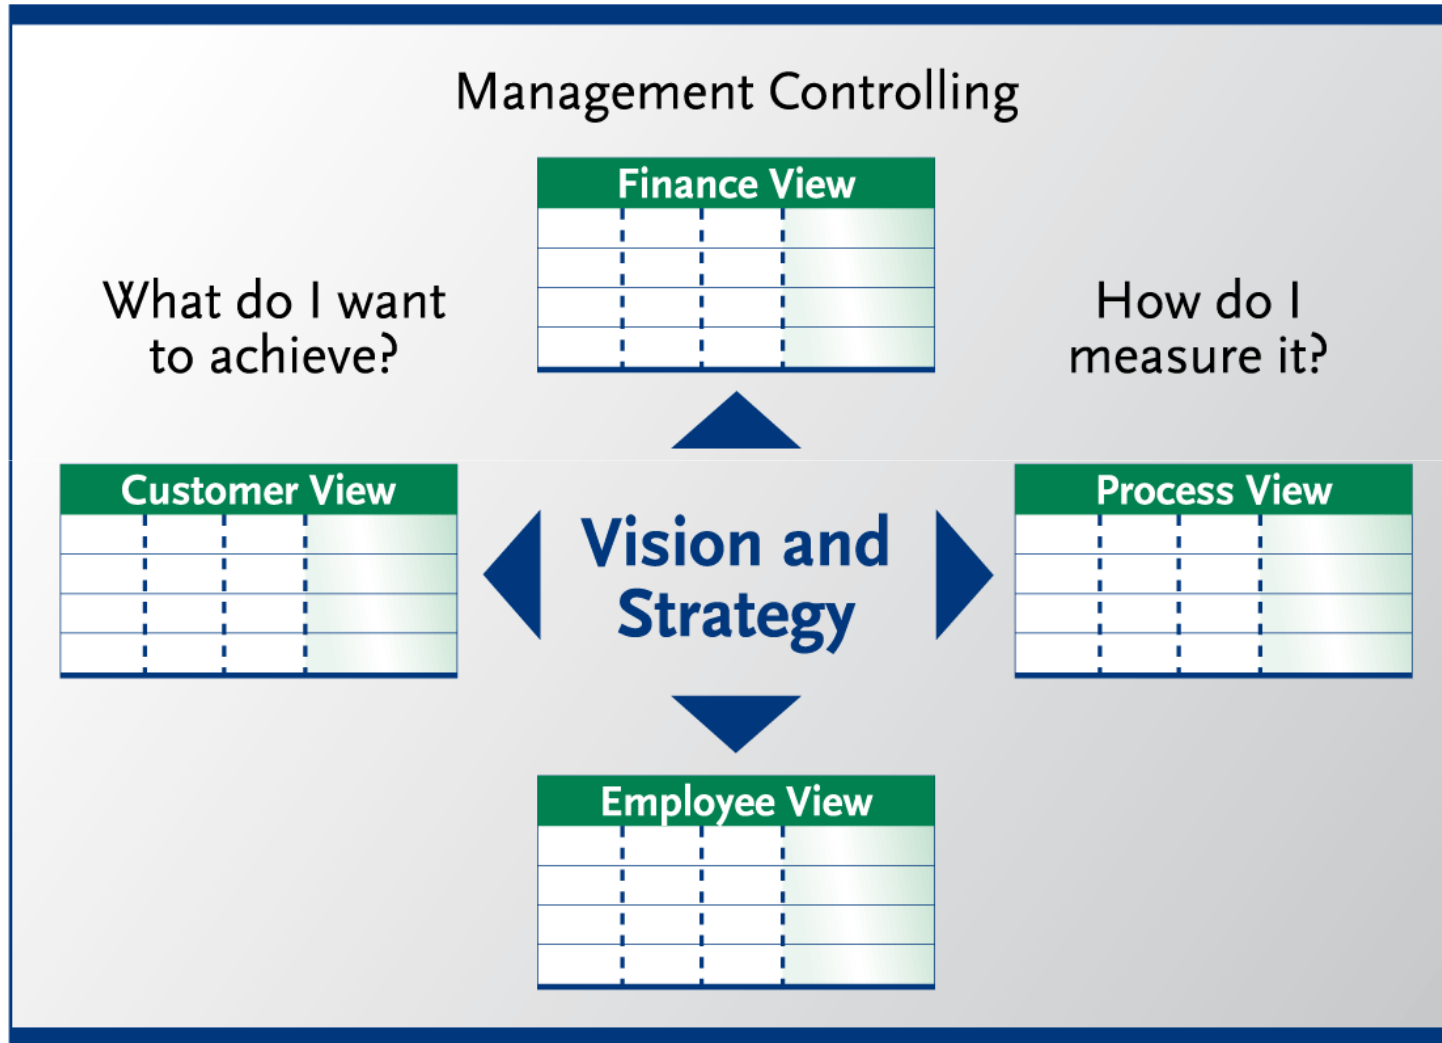 Management Controlling
Finance View
What do I want
to achieve?
How do I
measure it?
Customer View
Vision and
Strategy
Process View
Employee View